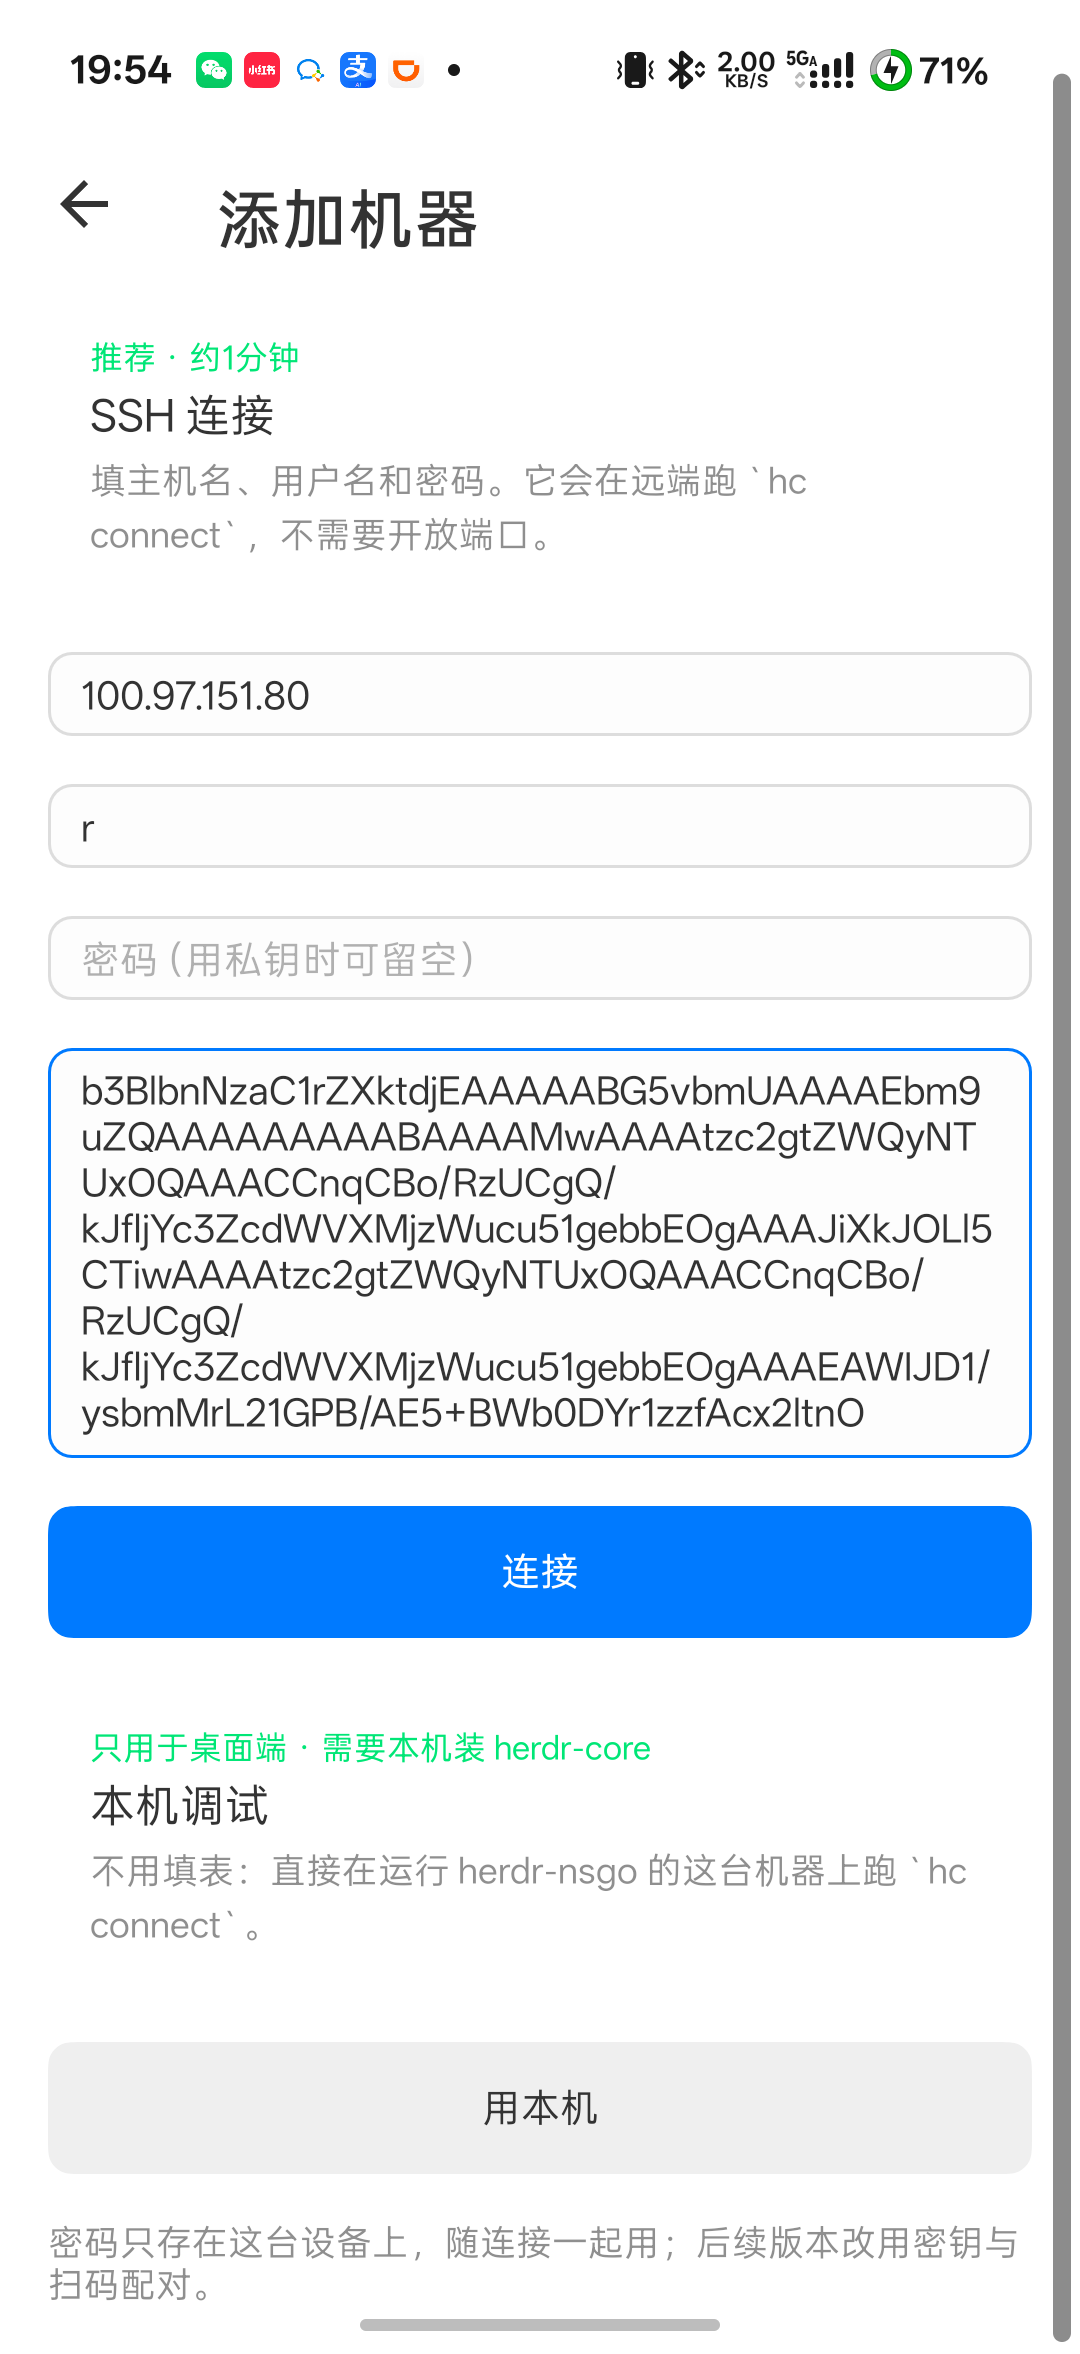 19:54
2.00
KB/S
5GA
71%
添加机器
推荐 · 约1分钟
SSH 连接
填主机名、用户名和密码。它会在远端跑 `hc
connect`，不需要开放端口。
100.97.151.80
r
密码（用私钥时可留空）
b3BlbnNzaC1rZXktdjEAAAAABG5vbmUAAAAEbm9
uZQAAAAAAAAABAAAAMwAAAAtzc2gtZWQyNT
UxOQAAACCnqCBo/RzUCgQ/
kJfljYc3ZcdWVXMjzWucu51gebbEOgAAAJiXkJOLl5
CTiwAAAAtzc2gtZWQyNTUxOQAAACCnqCBo/
RzUCgQ/
kJfljYc3ZcdWVXMjzWucu51gebbEOgAAAEAWIJD1/
ysbmMrL21GPB/AE5+BWb0DYr1zzfAcx2ltnO
连接
只用于桌面端 · 需要本机装 herdr-core
本机调试
不用填表：直接在运行 herdr-nsgo 的这台机器上跑 `hc
connect`。
用本机
密码只存在这台设备上，随连接一起用；后续版本改用密钥与
扫码配对。